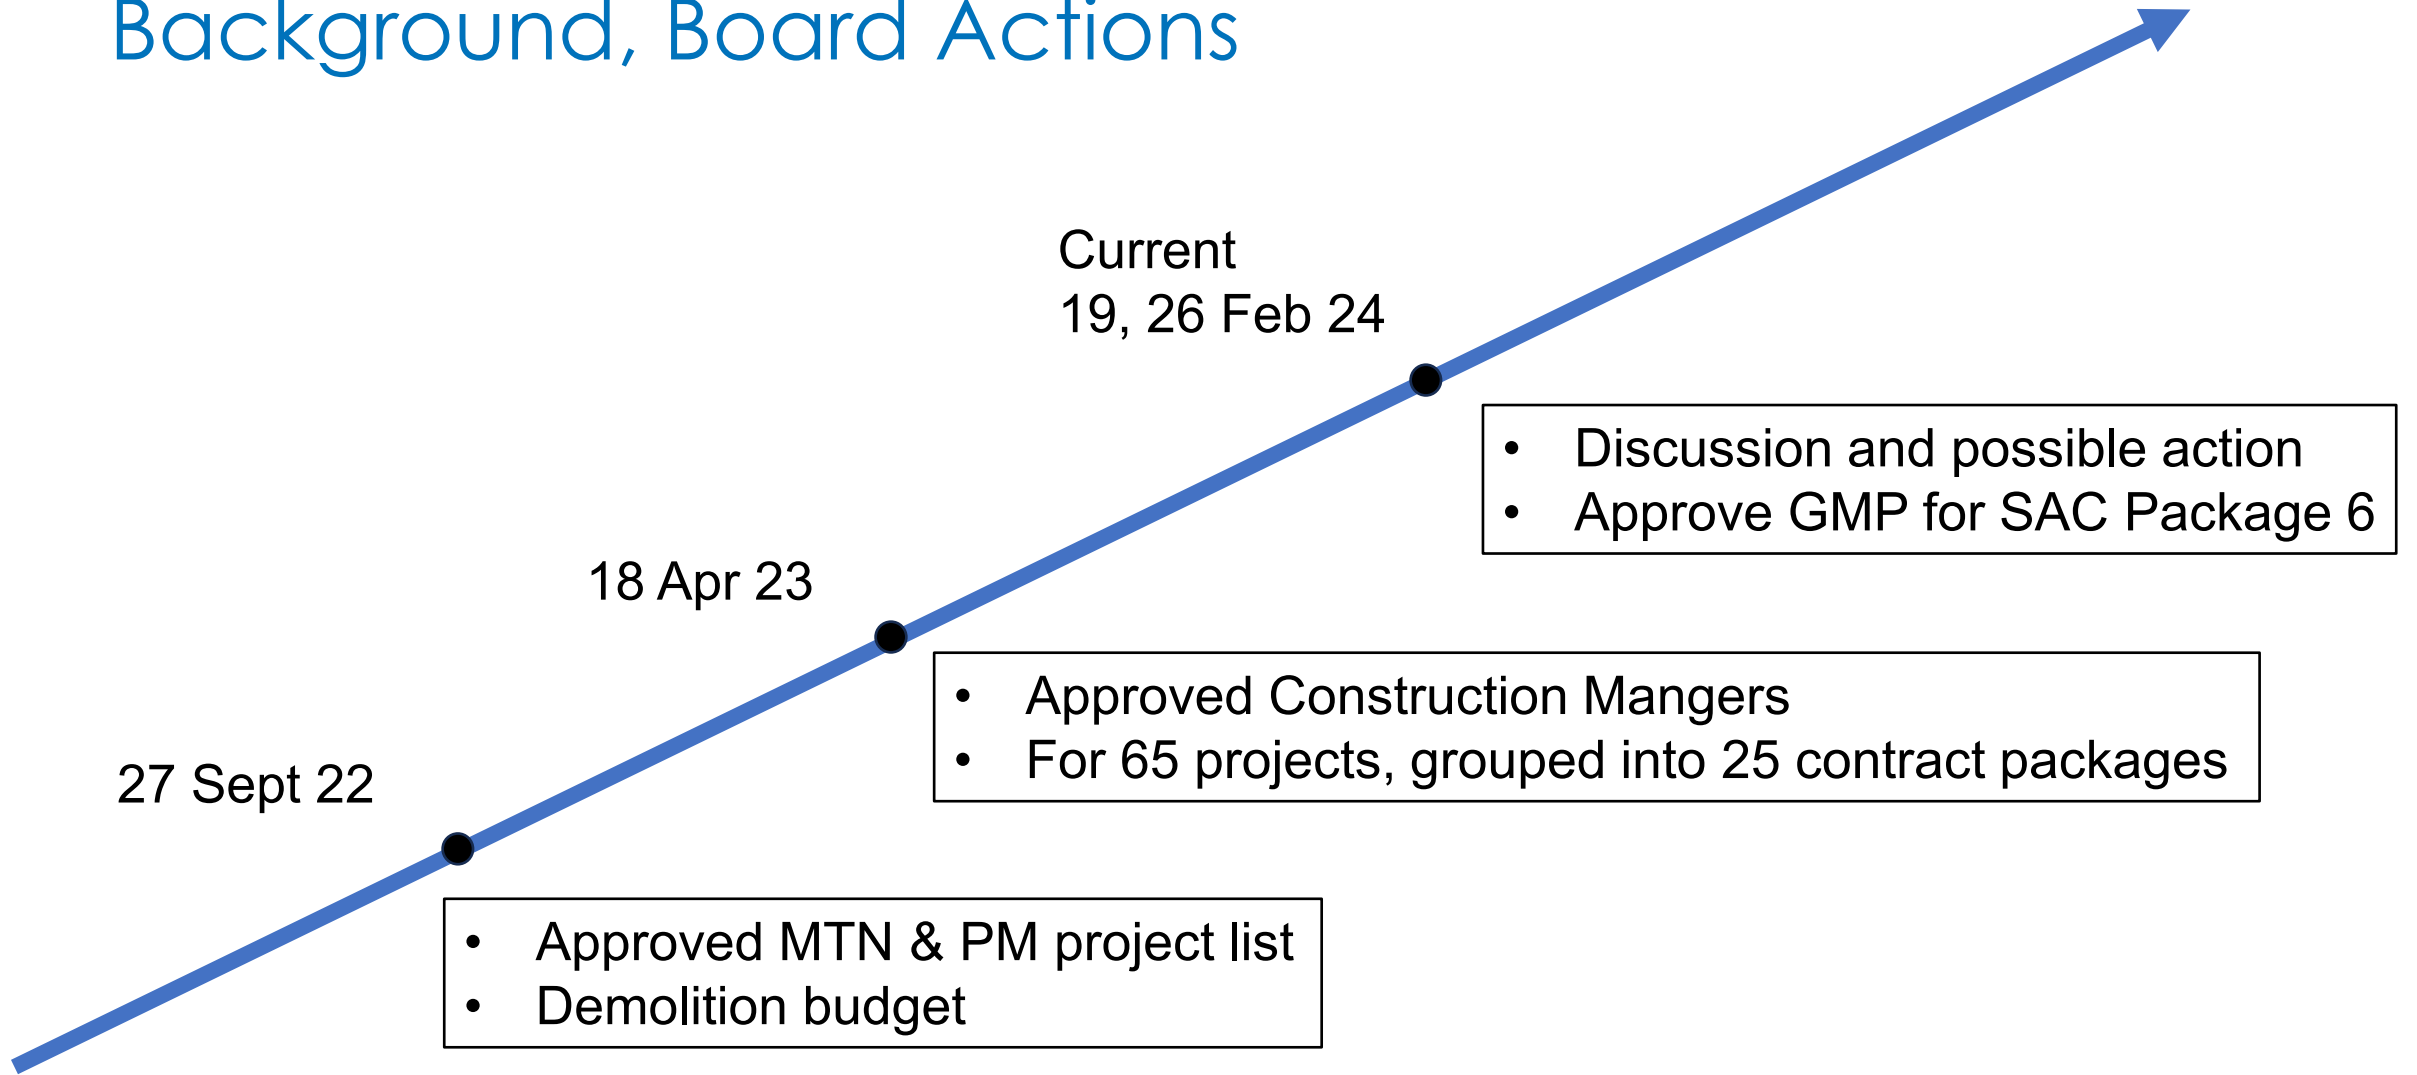 Background, Board Actions
Current
19, 26 Feb 24
• Discussion and possible action
• Approve GMP for SAC Package 6
18 Apr 23
• Approved Construction Mangers
• For 65 projects, grouped into 25 contract packages
27 Sept 22
• Approved MTN & PM project list
• Demolition budget